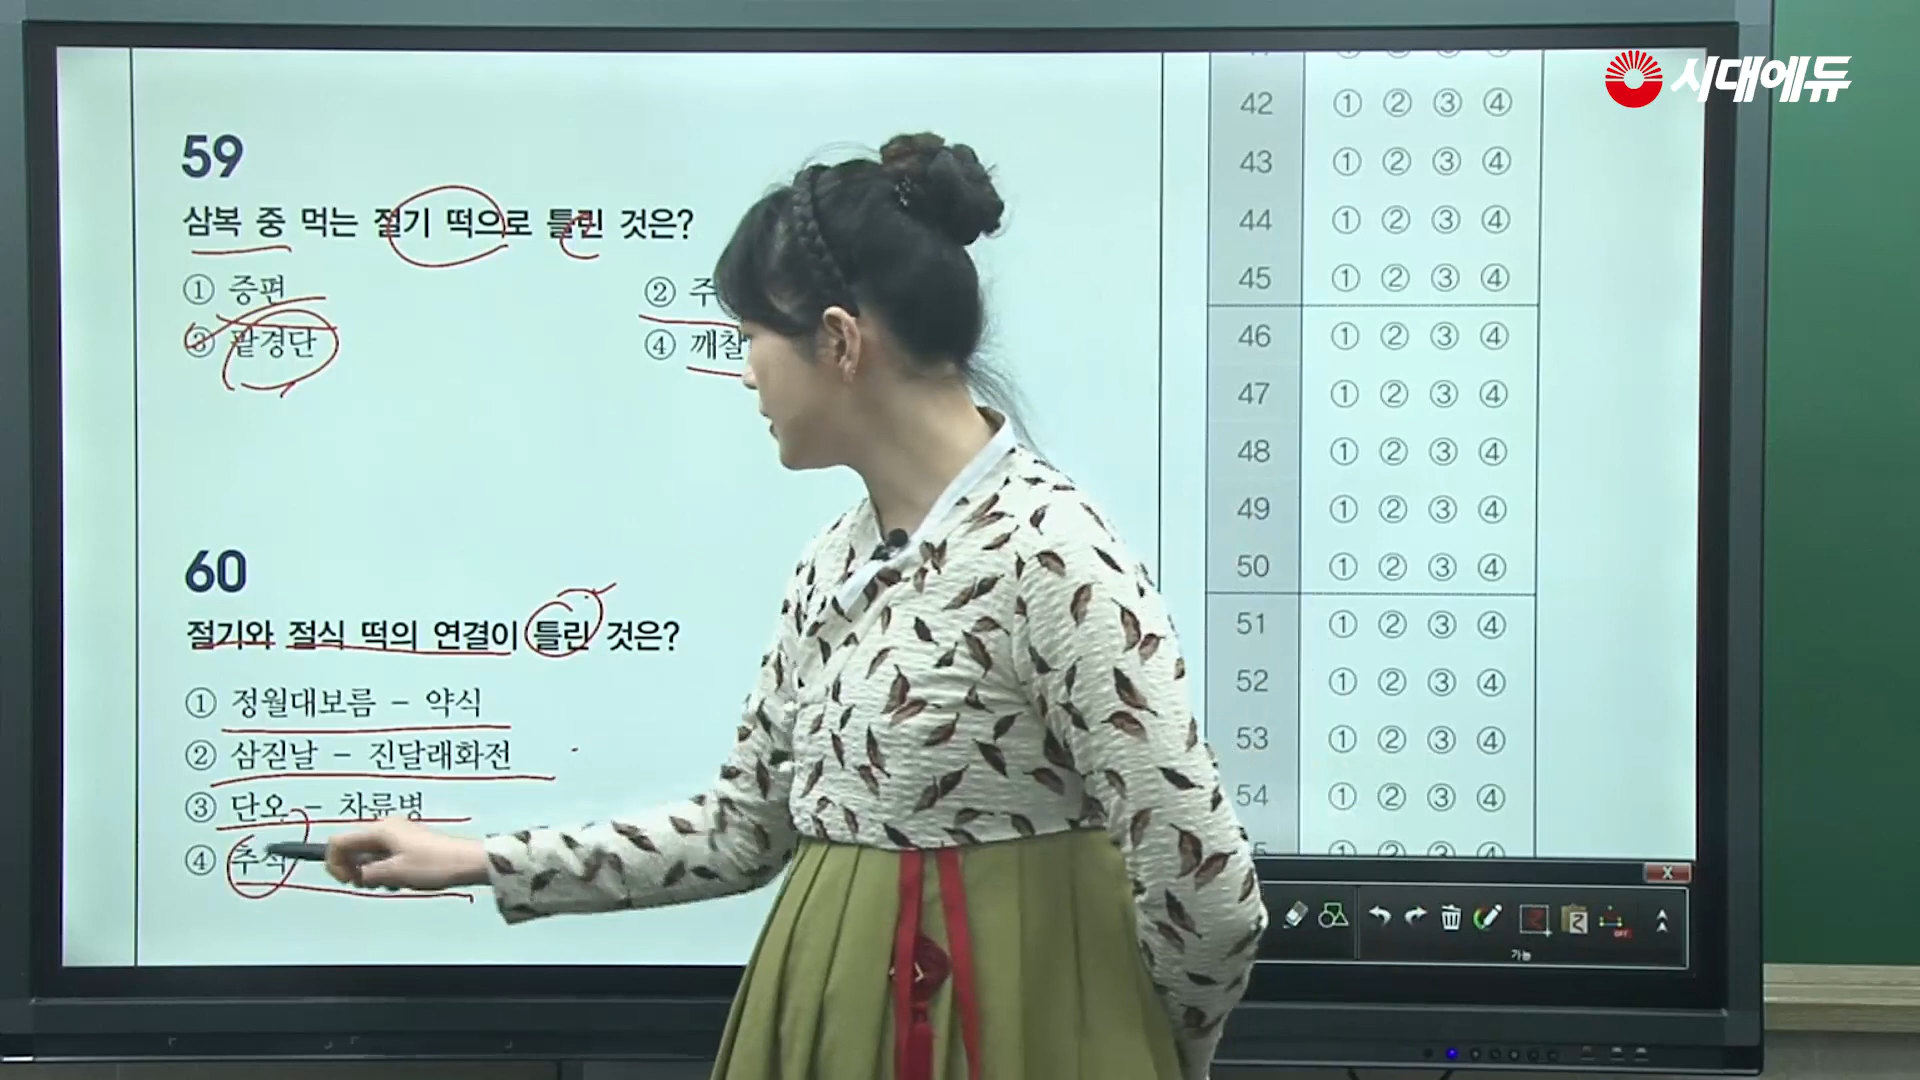 시대에듀
59
삼복 중 먹는 절기 떡으로 틀린 것은?
① 증편 ② 주
③ 팥경단 ④ 깨찰
60
절기와 절식 떡의 연결이 틀린 것은?
① 정월대보름 - 약식
② 삼짇날 - 진달래화전
③ 단오 - 차륜병
④ 추석
42 ① ② ③ ④
43 ① ② ③ ④
44 ① ② ③ ④
45 ① ② ③ ④
46 ① ② ③ ④
47 ① ② ③ ④
48 ① ② ③ ④
49 ① ② ③ ④
50 ① ② ③ ④
51 ① ② ③ ④
52 ① ② ③ ④
53 ① ② ③ ④
54 ① ② ③ ④
X
OFF
가능